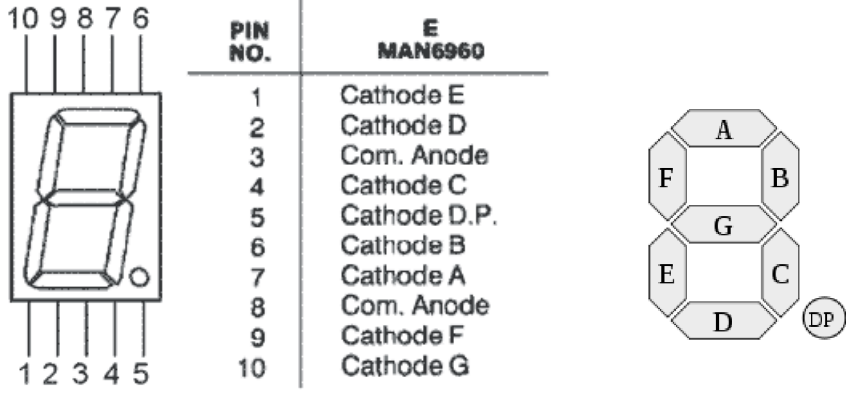 10 9 8 7 6
1 2 3 4 5
PIN NO. E MAN6960
1 Cathode E
2 Cathode D
3 Com. Anode
4 Cathode C
5 Cathode D.P.
6 Cathode B
7 Cathode A
8 Com. Anode
9 Cathode F
10 Cathode G
A
F B
G
E C
D DP